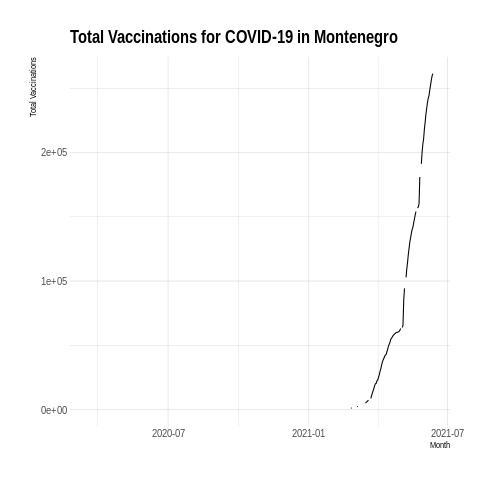 Total Vaccinations for COVID-19 in Montenegro
Total Vaccinations
2e+05
1e+05
0e+00
2020-07
2021-01
2021-07
Month